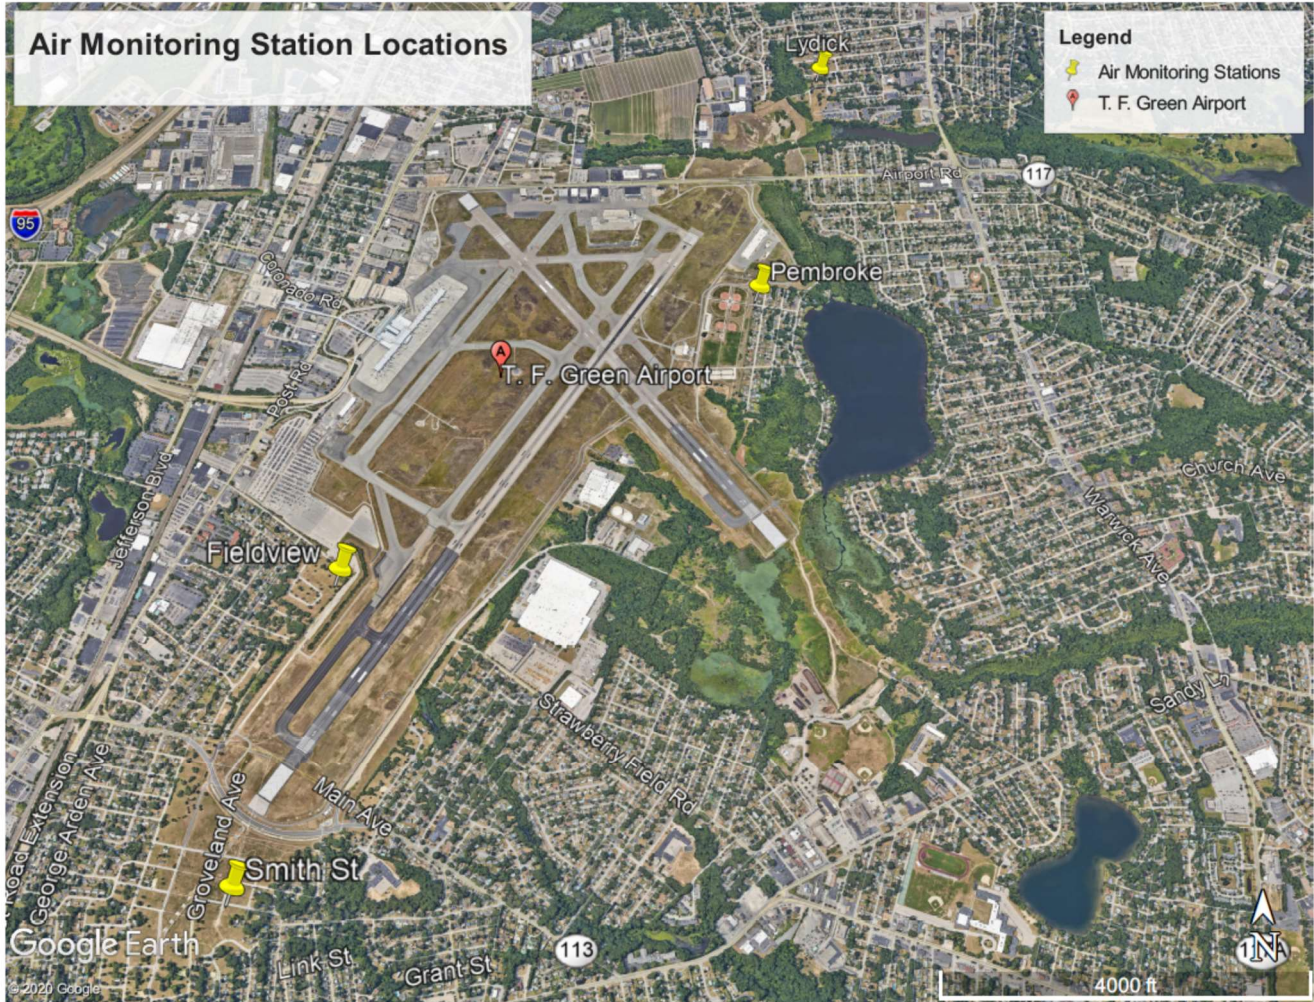 Air Monitoring Station Locations
Legend
Air Monitoring Stations
A
T. F. Green Airport
Lydick
Airport Rd
117
95
Coronado Rd
Pembroke
A
T. F. Green Airport
Post Rd
Jefferson Blvd
Church Ave
Warwick Ave
Fieldview
Sandy Ln
Strawberry Field Rd
Main Ave
Road Extension
George Arden Ave
Groveland Ave
Smith St
Google Earth
Link St
Grant St
113
N
4000 ft
© 2020 Google